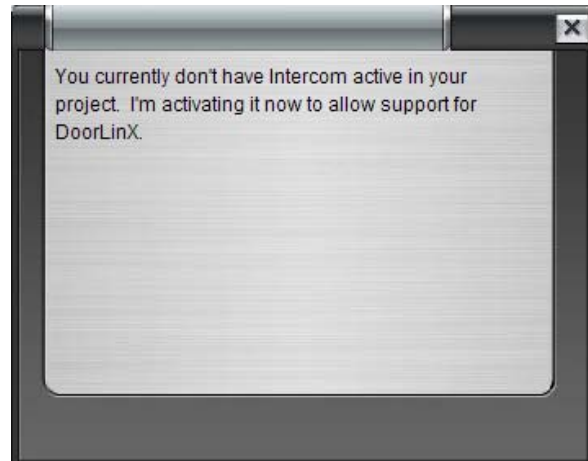 You currently don't have Intercom active in your
project.  I'm activating it now to allow support for
DoorLinX.